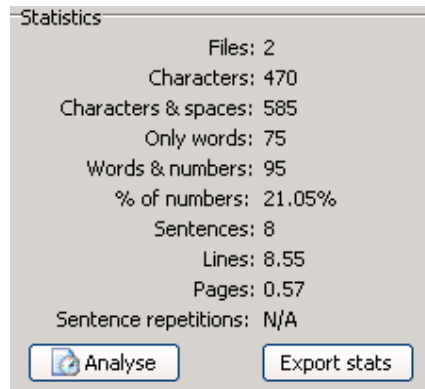 Statistics
Files: 2
Characters: 470
Characters & spaces: 585
Only words: 75
Words & numbers: 95
% of numbers: 21.05%
Sentences: 8
Lines: 8.55
Pages: 0.57
Sentence repetitions: N/A
Analyse Export stats